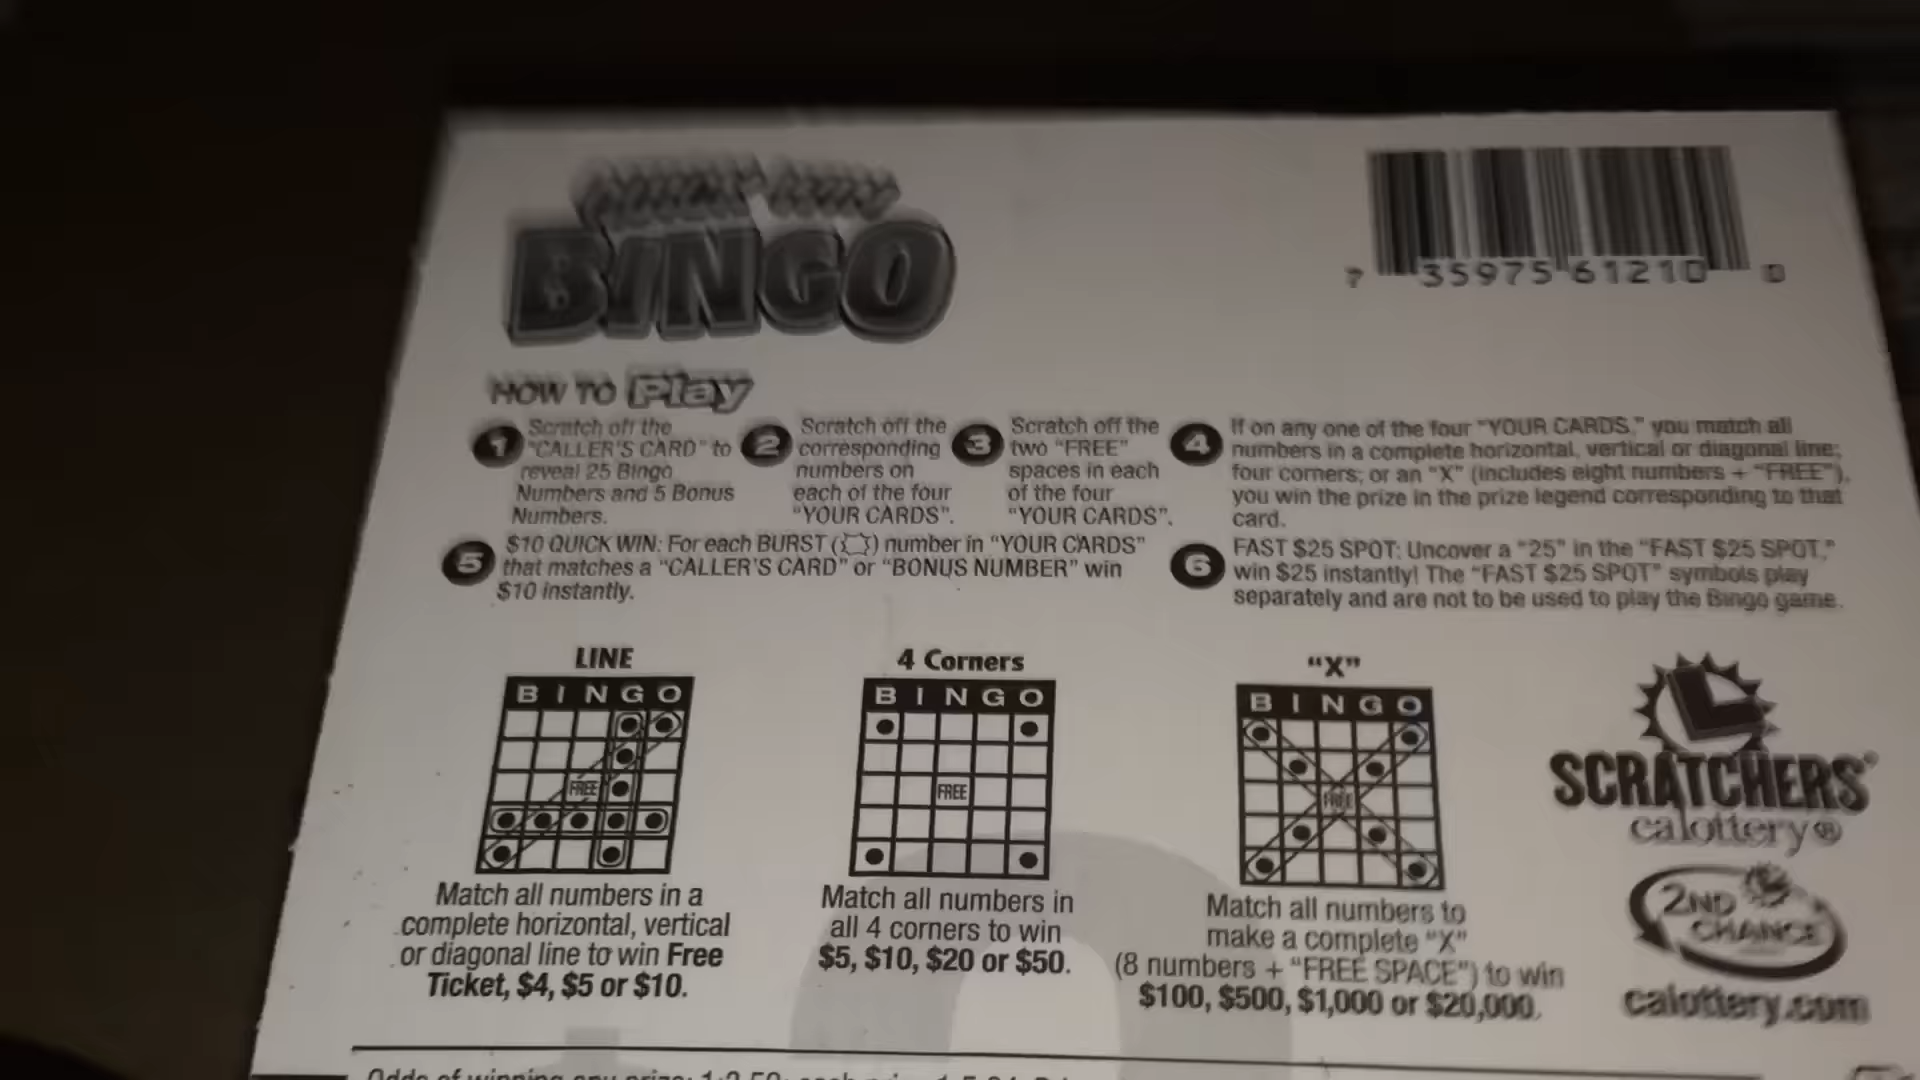 BINGO
7 35975 61210 0
HOW TO Play
1 Scratch off the
"CALLER'S CARD" to
reveal 25 Bingo
Numbers and 5 Bonus
Numbers.
2 Scratch off the
corresponding
numbers on
each of the four
"YOUR CARDS".
3 Scratch off the
two "FREE"
spaces in each
of the four
"YOUR CARDS".
4 If on any one of the four "YOUR CARDS," you match all
numbers in a complete horizontal, vertical or diagonal line;
four corners; or an "X" (includes eight numbers + "FREE"),
you win the prize in the prize legend corresponding to that
card.
5 $10 QUICK WIN: For each BURST ( ) number in "YOUR CARDS"
that matches a "CALLER'S CARD" or "BONUS NUMBER" win
$10 instantly.
6 FAST $25 SPOT: Uncover a "25" in the "FAST $25 SPOT,"
win $25 instantly! The "FAST $25 SPOT" symbols play
separately and are not to be used to play the Bingo game.
LINE
BINGO
FREE
Match all numbers in a
complete horizontal, vertical
or diagonal line to win Free
Ticket, $4, $5 or $10.
4 Corners
BINGO
FREE
Match all numbers in
all 4 corners to win
$5, $10, $20 or $50.
"X"
BINGO
FREE
Match all numbers to
make a complete "X"
(8 numbers + "FREE SPACE") to win
$100, $500, $1,000 or $20,000.
SCRATCHERS®
calottery®
2ND
CHANCE
calottery.com
Odds of winning any prize: